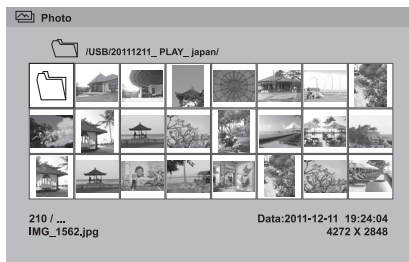 Photo
/USB/20111211_ PLAY_ japan/
210 / ...
Data:2011-12-11 19:24:04
IMG_1562.jpg
4272 X 2848